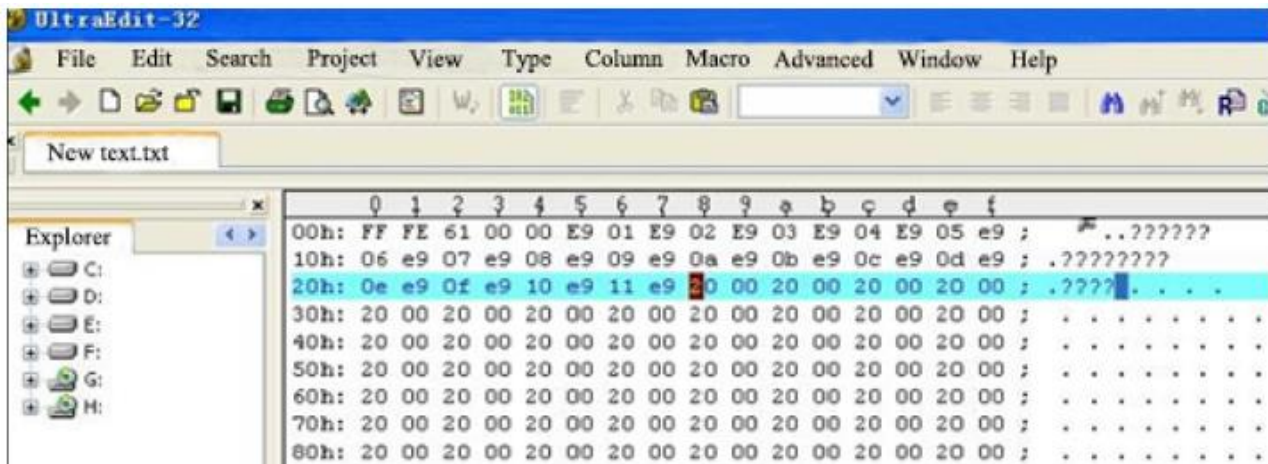 UltraEdit-32
File Edit Search Project View Type Column Macro Advanced Window Help
New text.txt
0 1 2 3 4 5 6 7 8 9 a b c d e f
Explorer
00h: FF FE 61 00 00 E9 01 E9 02 E9 03 E9 04 E9 05 e9 ; ..??????
10h: 06 e9 07 e9 08 e9 09 e9 0a e9 0b e9 0c e9 0d e9 ; .????????
20h: 0e e9 0f e9 10 e9 11 e9 20 00 20 00 20 00 20 00 ; .???? . . . .
30h: 20 00 20 00 20 00 20 00 20 00 20 00 20 00 20 00 ; . . . . . . . .
40h: 20 00 20 00 20 00 20 00 20 00 20 00 20 00 20 00 ; . . . . . . . .
50h: 20 00 20 00 20 00 20 00 20 00 20 00 20 00 20 00 ; . . . . . . . .
60h: 20 00 20 00 20 00 20 00 20 00 20 00 20 00 20 00 ; . . . . . . . .
70h: 20 00 20 00 20 00 20 00 20 00 20 00 20 00 20 00 ; . . . . . . . .
80h: 20 00 20 00 20 00 20 00 20 00 20 00 20 00 20 00 ; . . . . . . . .
C:
D:
E:
F:
G:
H: